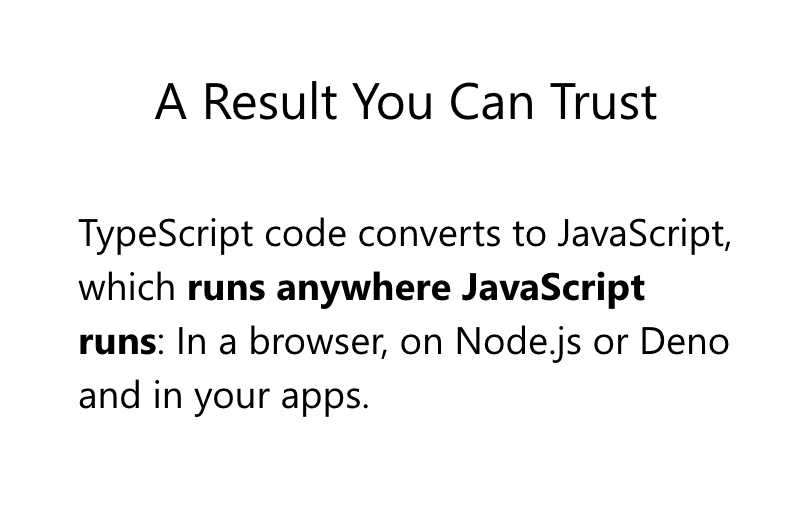 A Result You Can Trust
TypeScript code converts to JavaScript,
which runs anywhere JavaScript
runs: In a browser, on Node.js or Deno
and in your apps.